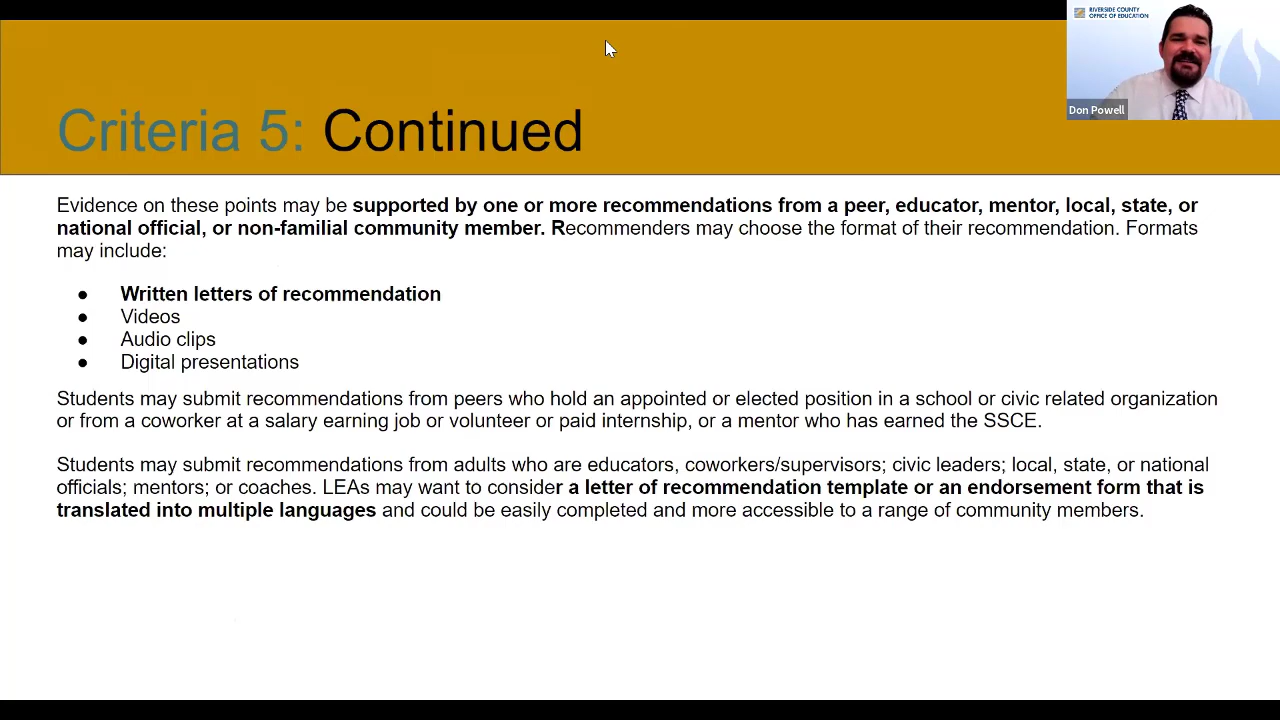 RIVERSIDE COUNTY
OFFICE OF EDUCATION
Don Powell
Criteria 5: Continued
Evidence on these points may be supported by one or more recommendations from a peer, educator, mentor, local, state, or
national official, or non-familial community member. Recommenders may choose the format of their recommendation. Formats
may include:
● Written letters of recommendation
● Videos
● Audio clips
● Digital presentations
Students may submit recommendations from peers who hold an appointed or elected position in a school or civic related organization
or from a coworker at a salary earning job or volunteer or paid internship, or a mentor who has earned the SSCE.
Students may submit recommendations from adults who are educators, coworkers/supervisors; civic leaders; local, state, or national
officials; mentors; or coaches. LEAs may want to consider a letter of recommendation template or an endorsement form that is
translated into multiple languages and could be easily completed and more accessible to a range of community members.